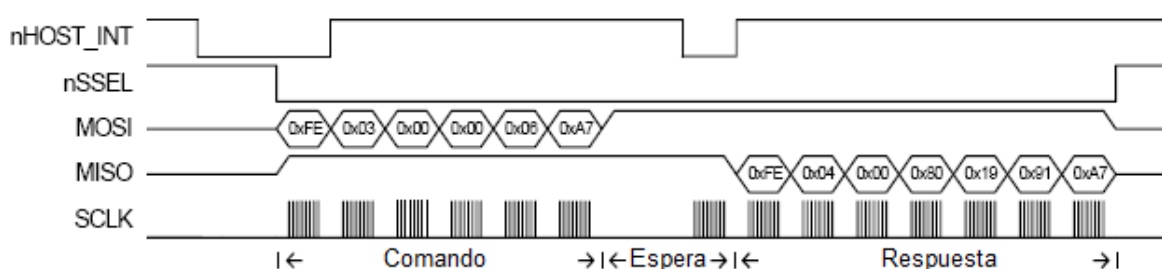 nHOST_INT
nSSEL
MOSI 0xFE 0x03 0x00 0x00 0x06 0xA7
MISO 0xFE 0x04 0x00 0x80 0x19 0x91 0xA7
SCLK
Comando Espera Respuesta